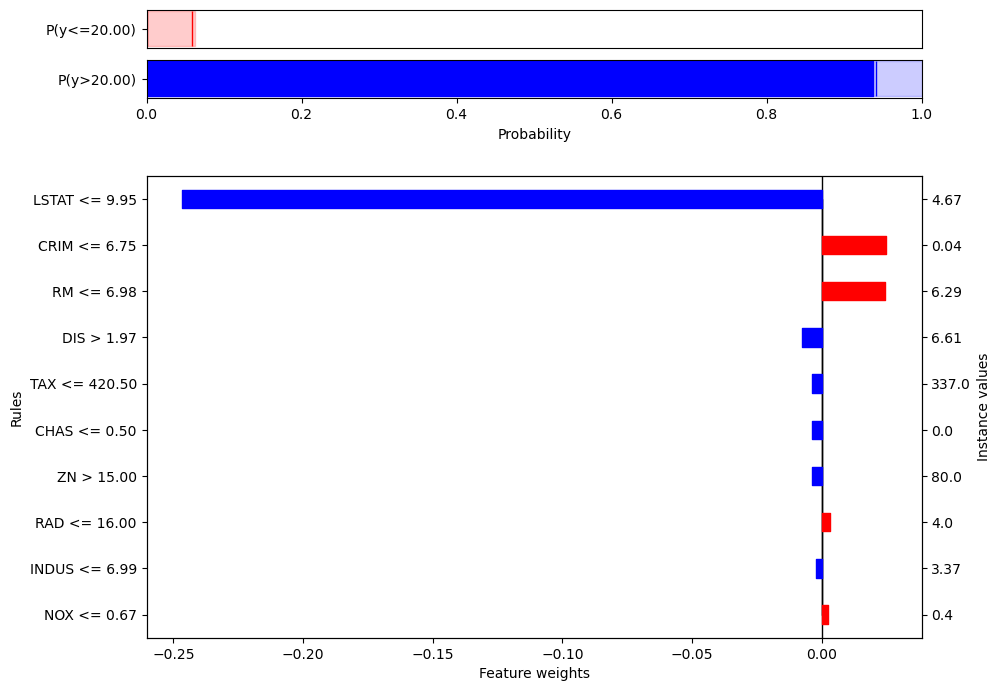 P(y<=20.00)
P(y>20.00)
0.0 0.2 0.4 0.6 0.8 1.0
Probability
LSTAT <= 9.95 4.67
CRIM <= 6.75 0.04
RM <= 6.98 6.29
DIS > 1.97 6.61
TAX <= 420.50 337.0
CHAS <= 0.50 0.0
ZN > 15.00 80.0
RAD <= 16.00 4.0
INDUS <= 6.99 3.37
NOX <= 0.67 0.4
Rules
Instance values
−0.25 −0.20 −0.15 −0.10 −0.05 0.00
Feature weights